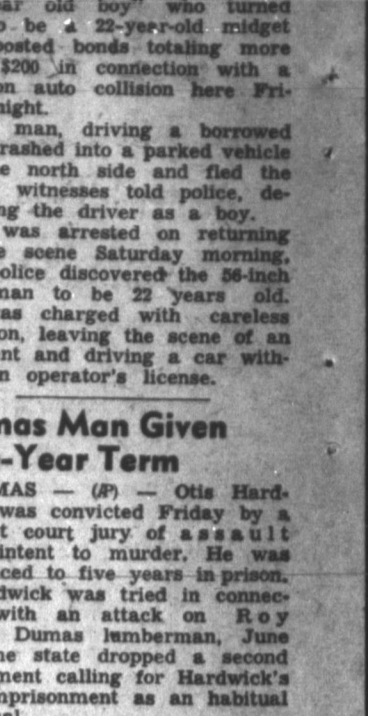 ar old boy" who turned
o be a 22-year-old midget
posted bonds totaling more
$200 in connection with a
on auto collision here Fri-
night.
man, driving a borrowed
rashed into a parked vehicle
e north side and fled the
witnesses told police, de-
ng the driver as a boy.
was arrested on returning
e scene Saturday morning,
olice discovered the 56-inch
man to be 22 years old.
as charged with careless
on, leaving the scene of an
nt and driving a car with-
n operator's license.
mas Man Given
-Year Term
MAS — (AP) — Otis Hard-
was convicted Friday by a
t court jury of assault
intent to murder. He was
ced to five years in prison.
dwick was tried in connec-
with an attack on Roy
Dumas lumberman, June
he state dropped a second
ment calling for Hardwick's
mprisonment as an habitual